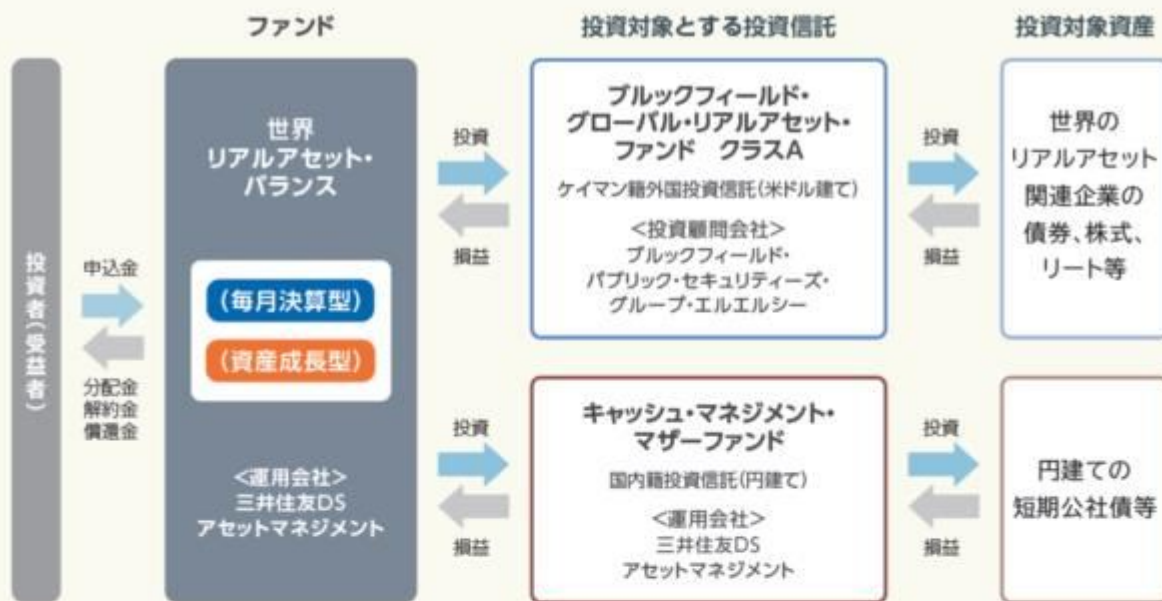 ファンド
投資対象とする投資信託
投資対象資産
投資者(受益者)
申込金
分配金
解約金
償還金
世界
リアルアセット・
バランス
(毎月決算型)
(資産成長型)
<運用会社>
三井住友DS
アセットマネジメント
投資
損益
ブルックフィールド・
グローバル・リアルアセット・
ファンド クラスA
ケイマン籍外国投資信託(米ドル建て)
<投資顧問会社>
ブルックフィールド・
パブリック・セキュリティーズ・
グループ・エルエルシー
投資
損益
世界の
リアルアセット
関連企業の
債券、株式、
リート等
投資
損益
キャッシュ・マネジメント・
マザーファンド
国内籍投資信託(円建て)
<運用会社>
三井住友DS
アセットマネジメント
投資
損益
円建ての
短期公社債等